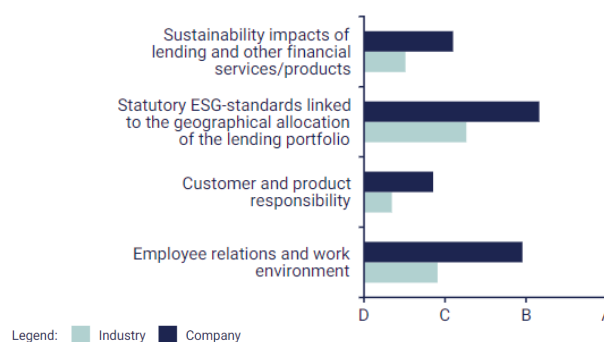 Sustainability impacts of
lending and other financial
services/products
Statutory ESG-standards linked
to the geographical allocation
of the lending portfolio
Customer and product
responsibility
Employee relations and work
environment
D C B A
Legend: Industry Company